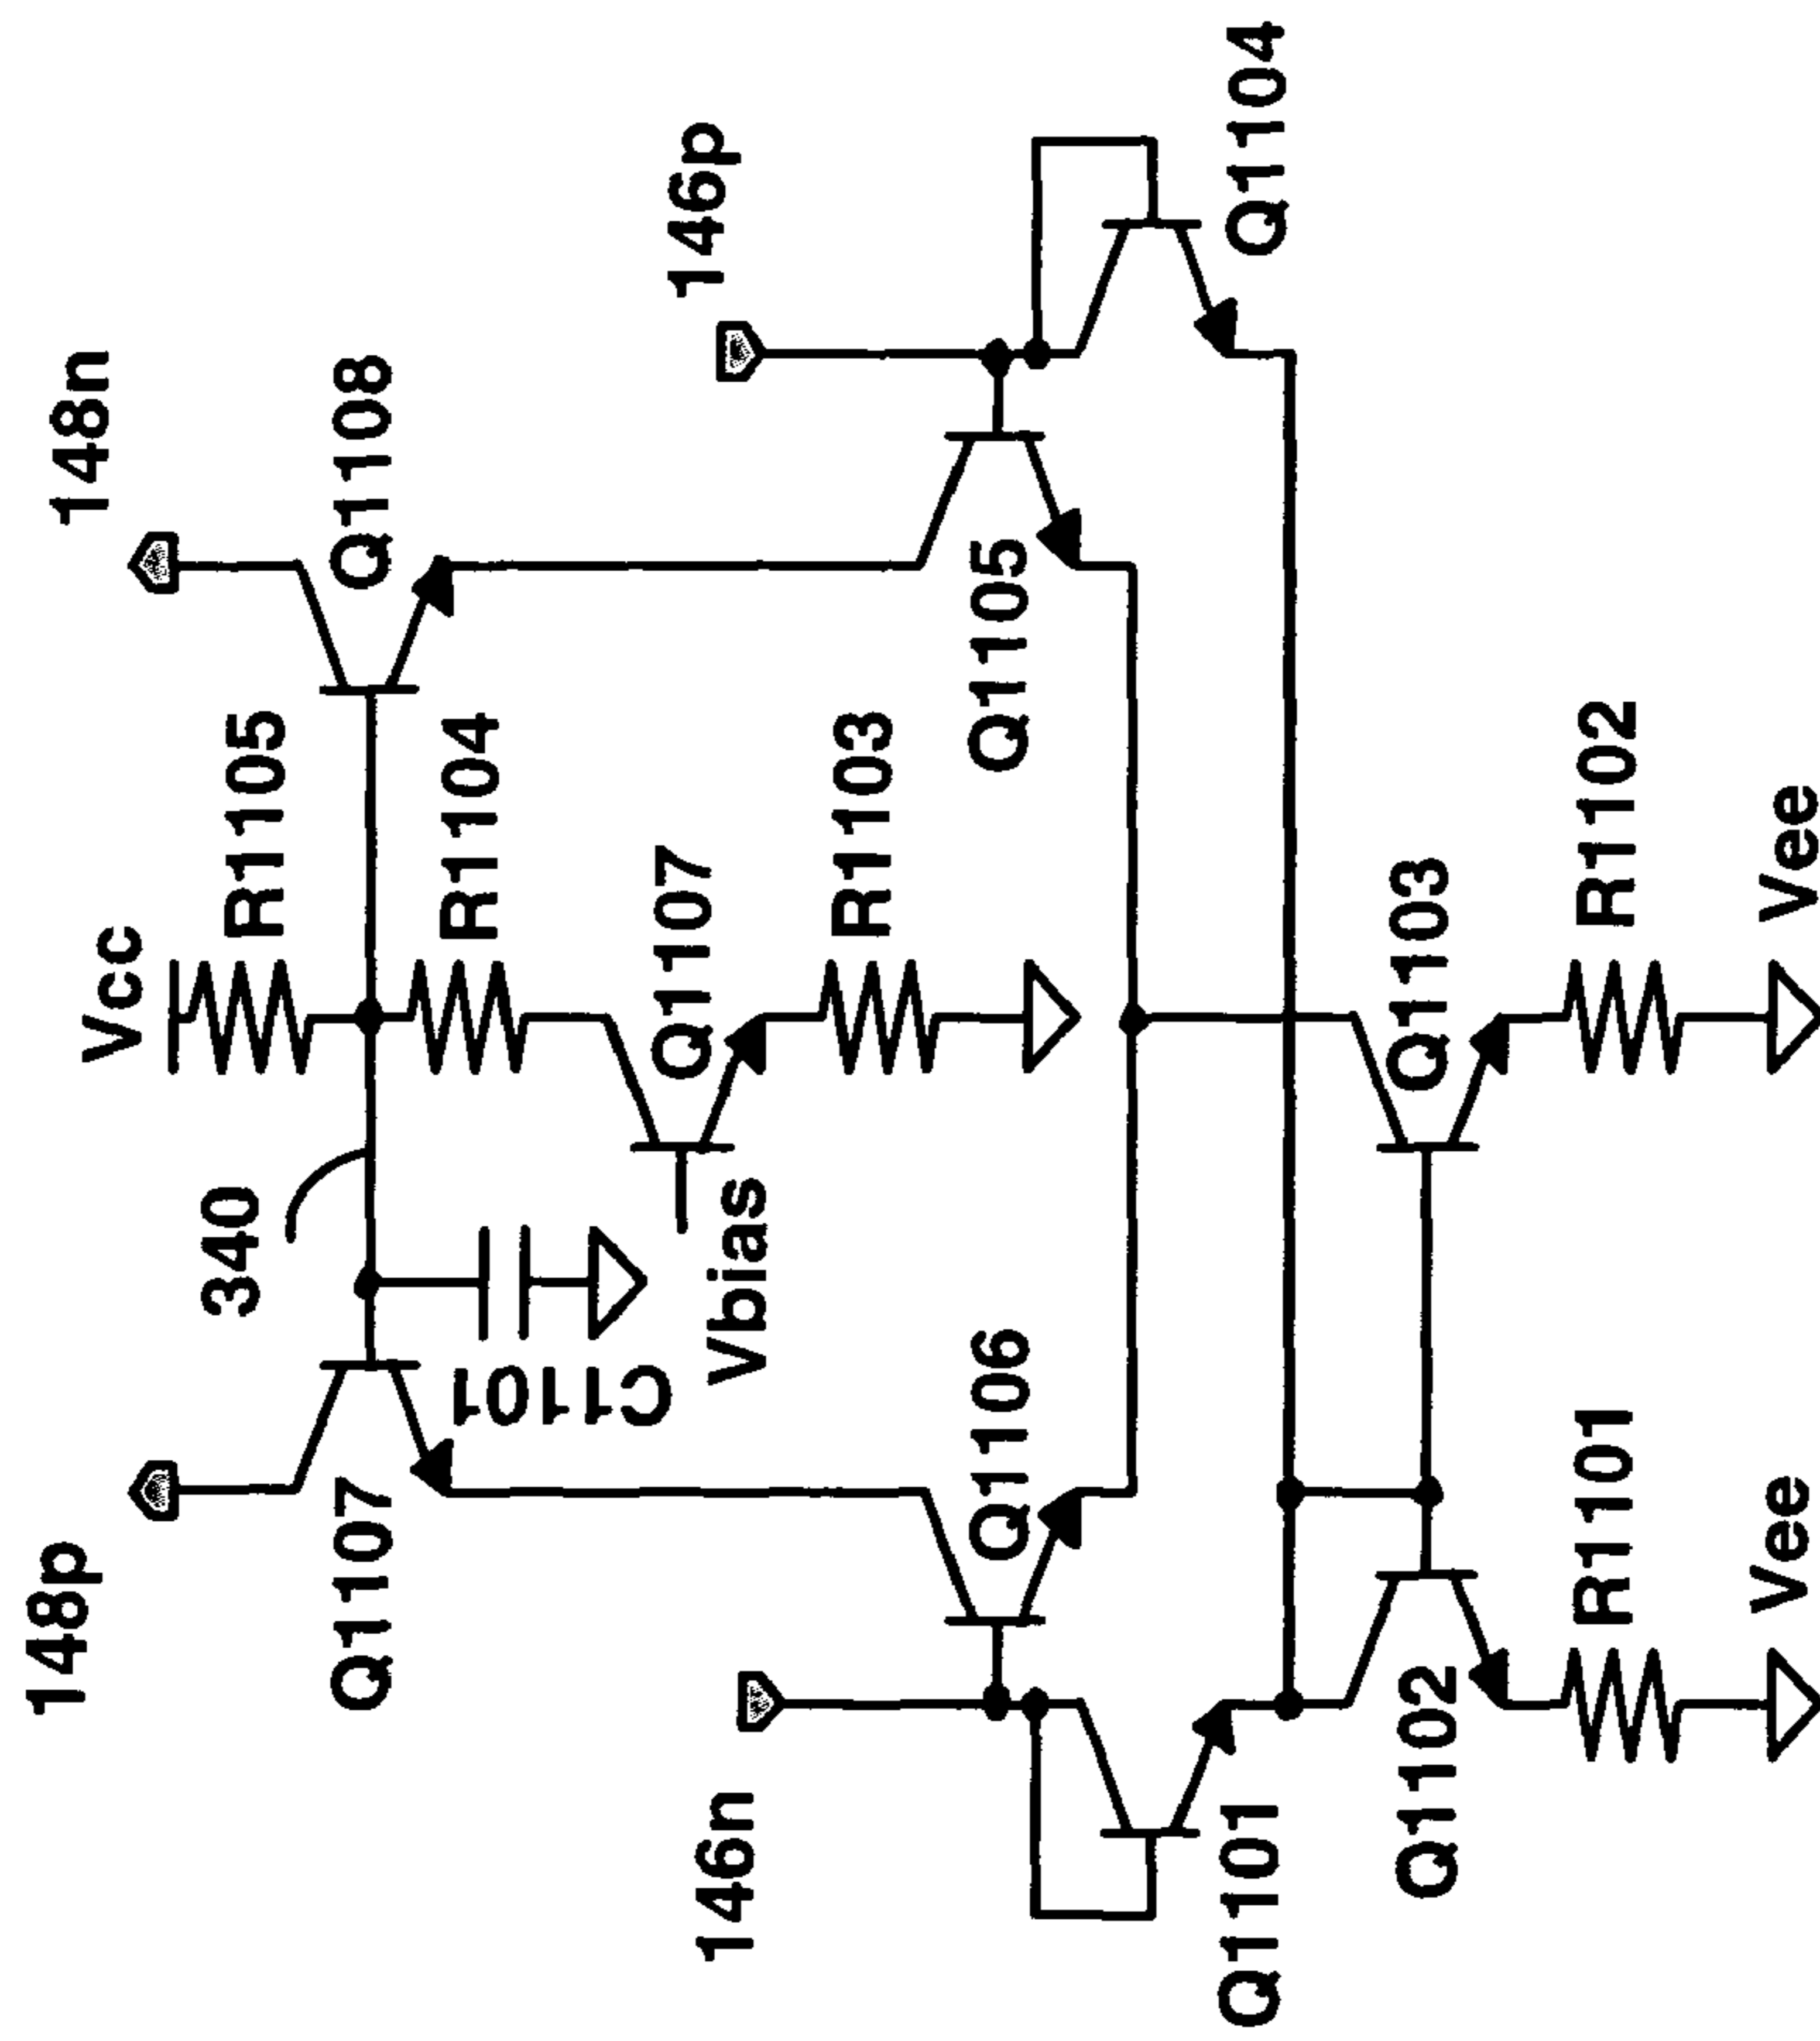 148p
Vcc
148n
340
R1105
Q1107
Q1108
R1104
C1101
Q1107
146n
146p
Vbias
R1103
Q1106
Q1105
Q1101
Q1104
Q1102
Q1103
R1101
R1102
Vee
Vee